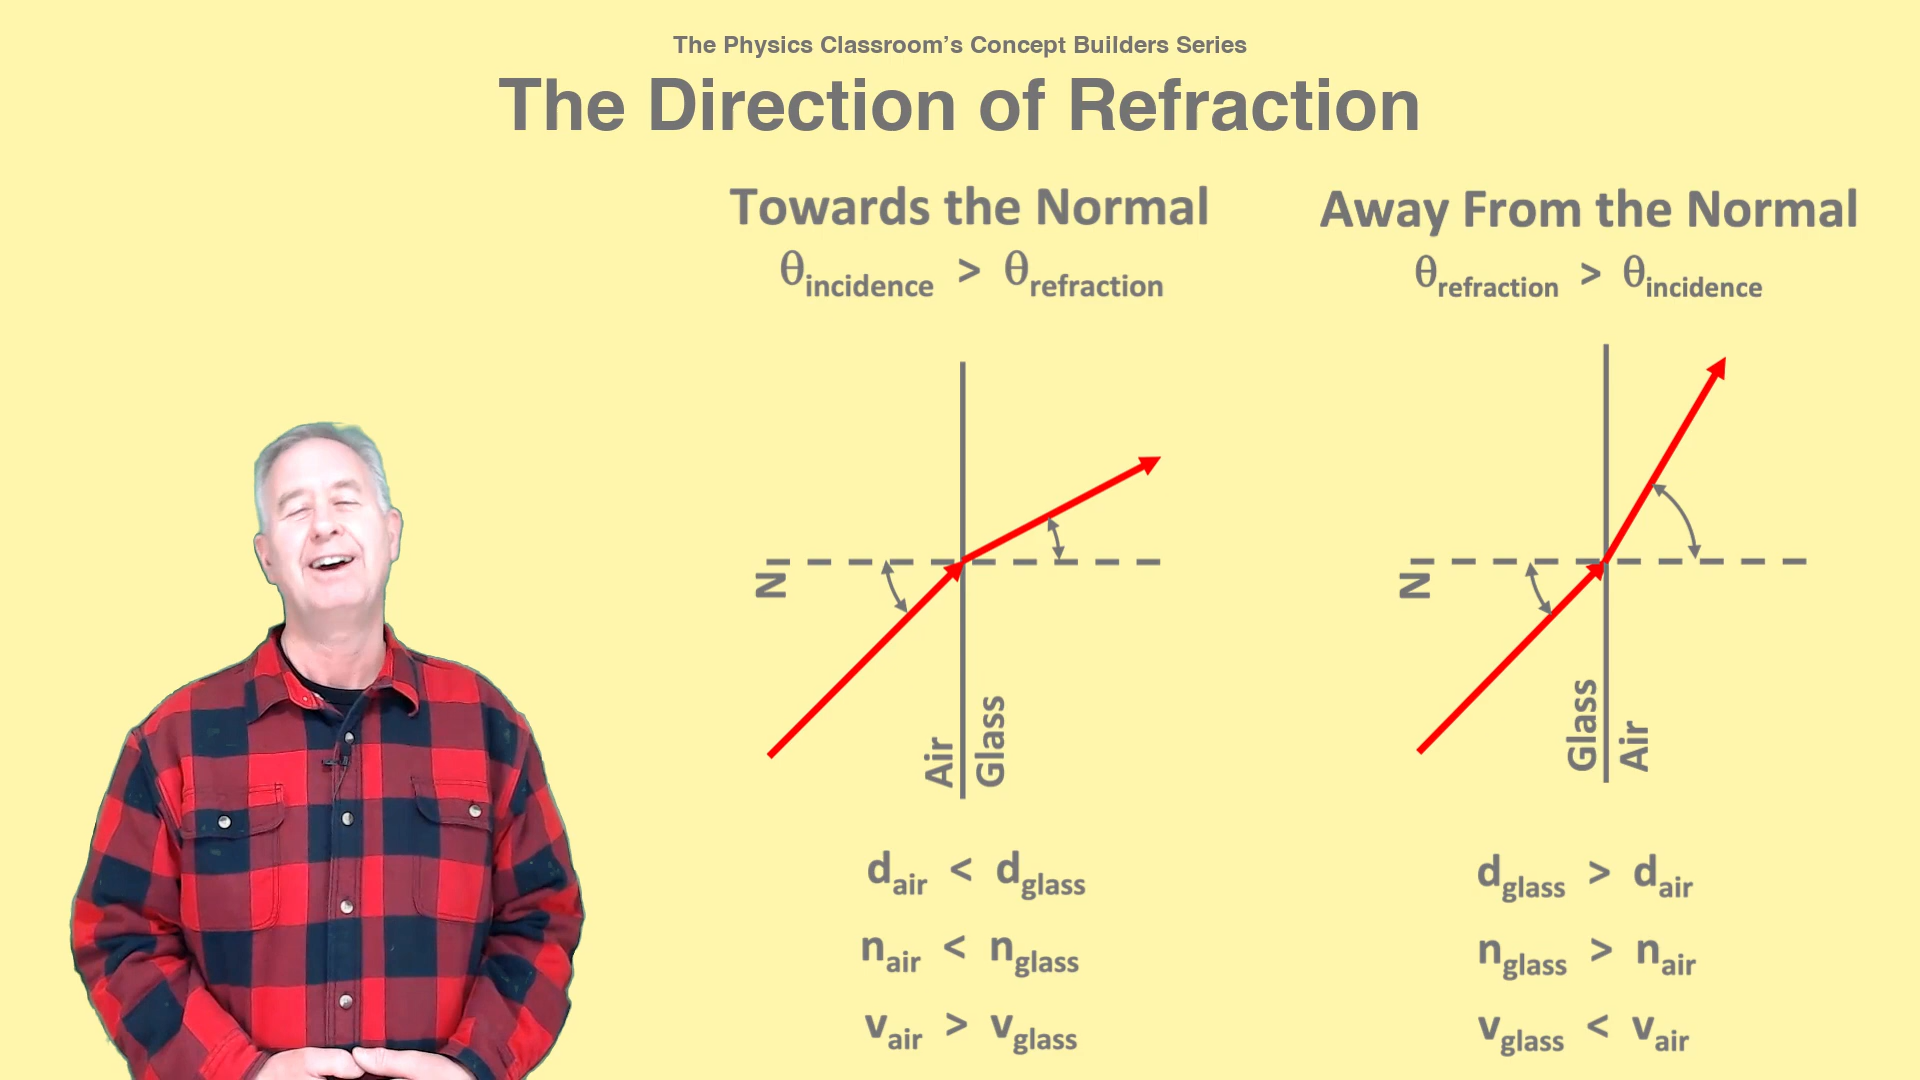 The Physics Classroom’s Concept Builders Series
The Direction of Refraction
Towards the Normal
θincidence > θrefraction
N
Air
Glass
dair < dglass
nair < nglass
vair > vglass
Away From the Normal
θrefraction > θincidence
N
Glass
Air
dglass > dair
nglass > nair
vglass < vair